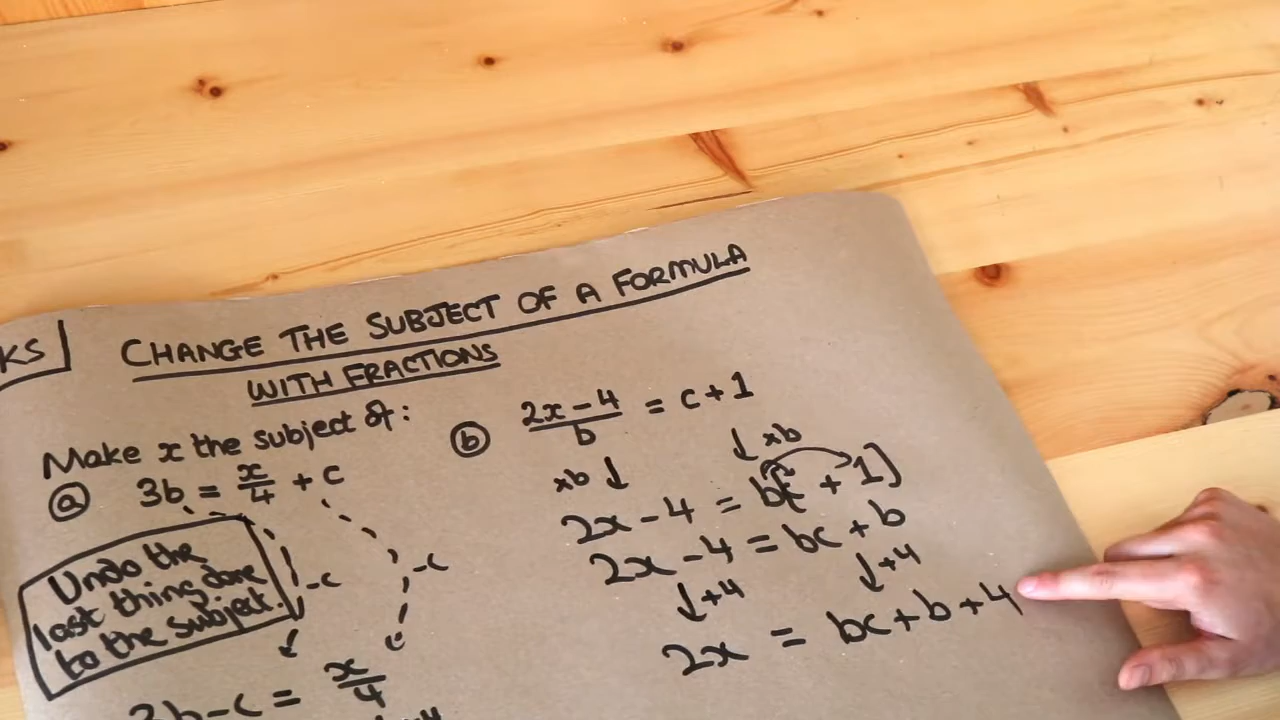 KS
CHANGE THE SUBJECT OF A FORMULA
WITH FRACTIONS
Make x the subject of:
ⓐ 3b = x/4 + c
-c -c
Undo the
last thing done
to the subject.
3b-c = x/4
ⓑ (2x-4)/b = c+1
×b ×b
2x-4 = b(c + 1)
2x-4 = bc + b
+4 +4
2x = bc+b+4